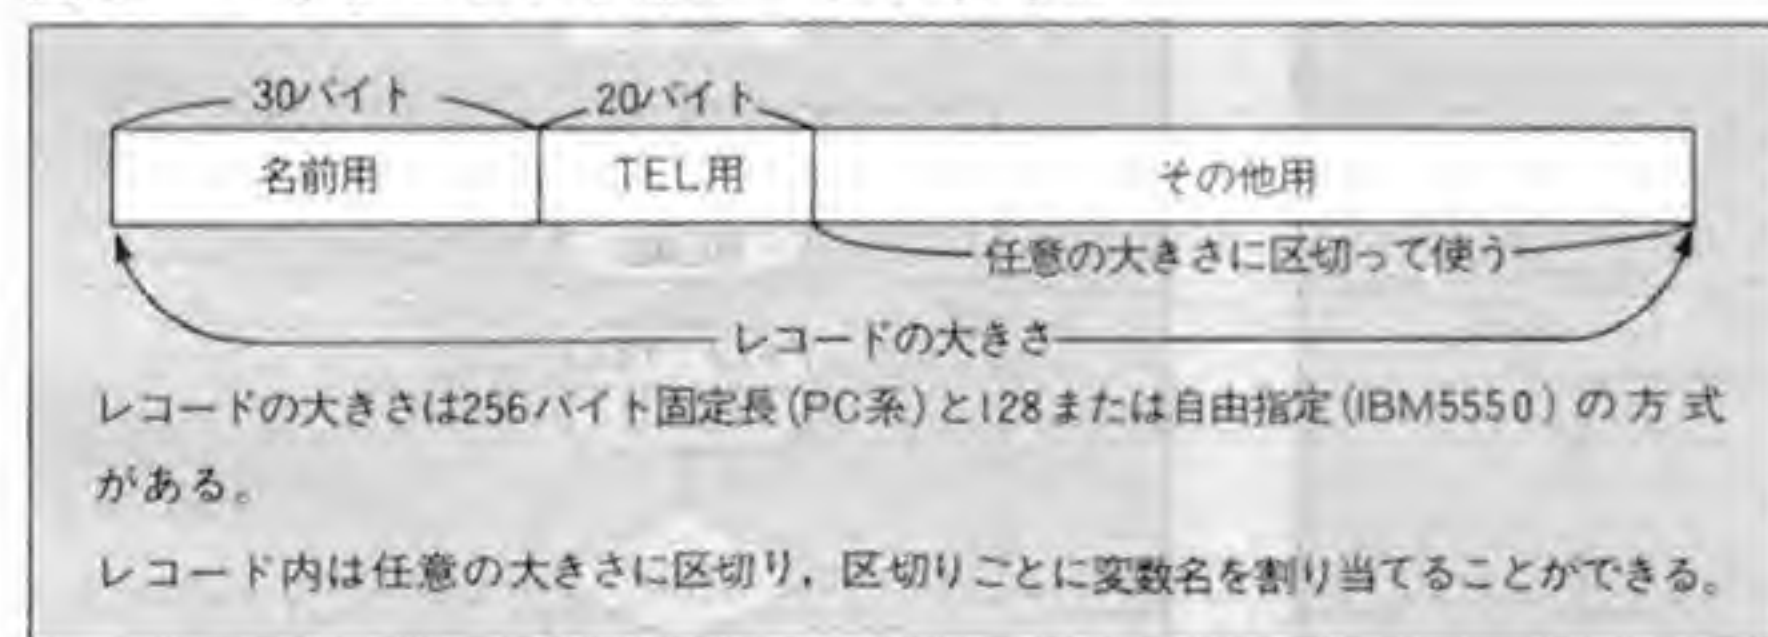 30バイト 20バイト
名前用 TEL用 その他用
任意の大きさに区切って使う
レコードの大きさ
レコードの大きさは256バイト固定長(PC系)と128または自由指定(IBM5550)の方式
がある。
レコード内は任意の大きさに区切り,区切りごとに変数名を割り当てることができる。